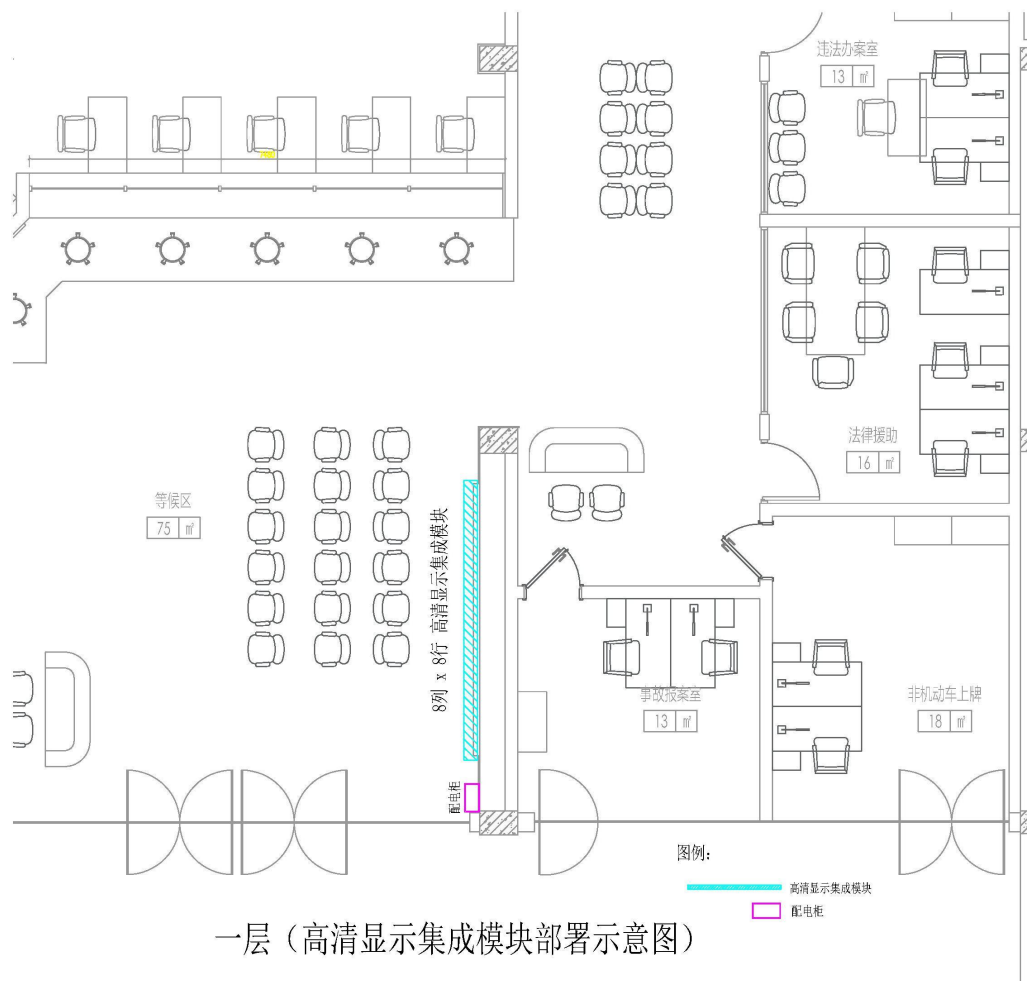 违法办案室
13 ㎡
法律援助
16 ㎡
等候区
75 ㎡
8列 x 8行 高清显示集成模块
事故报案室
13 ㎡
非机动车上牌
18 ㎡
配电柜
图例：
高清显示集成模块
配电柜
一层（高清显示集成模块部署示意图）